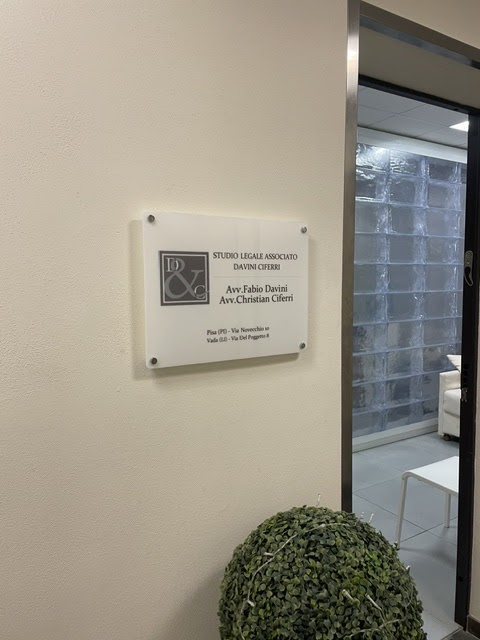 D&C
STUDIO LEGALE ASSOCIATO
DAVINI CIFERRI
Avv.Fabio Davini
Avv.Christian Ciferri
Pisa (PI) - Via Novecchio 10
Vada (LI) - Via Del Poggetto 8